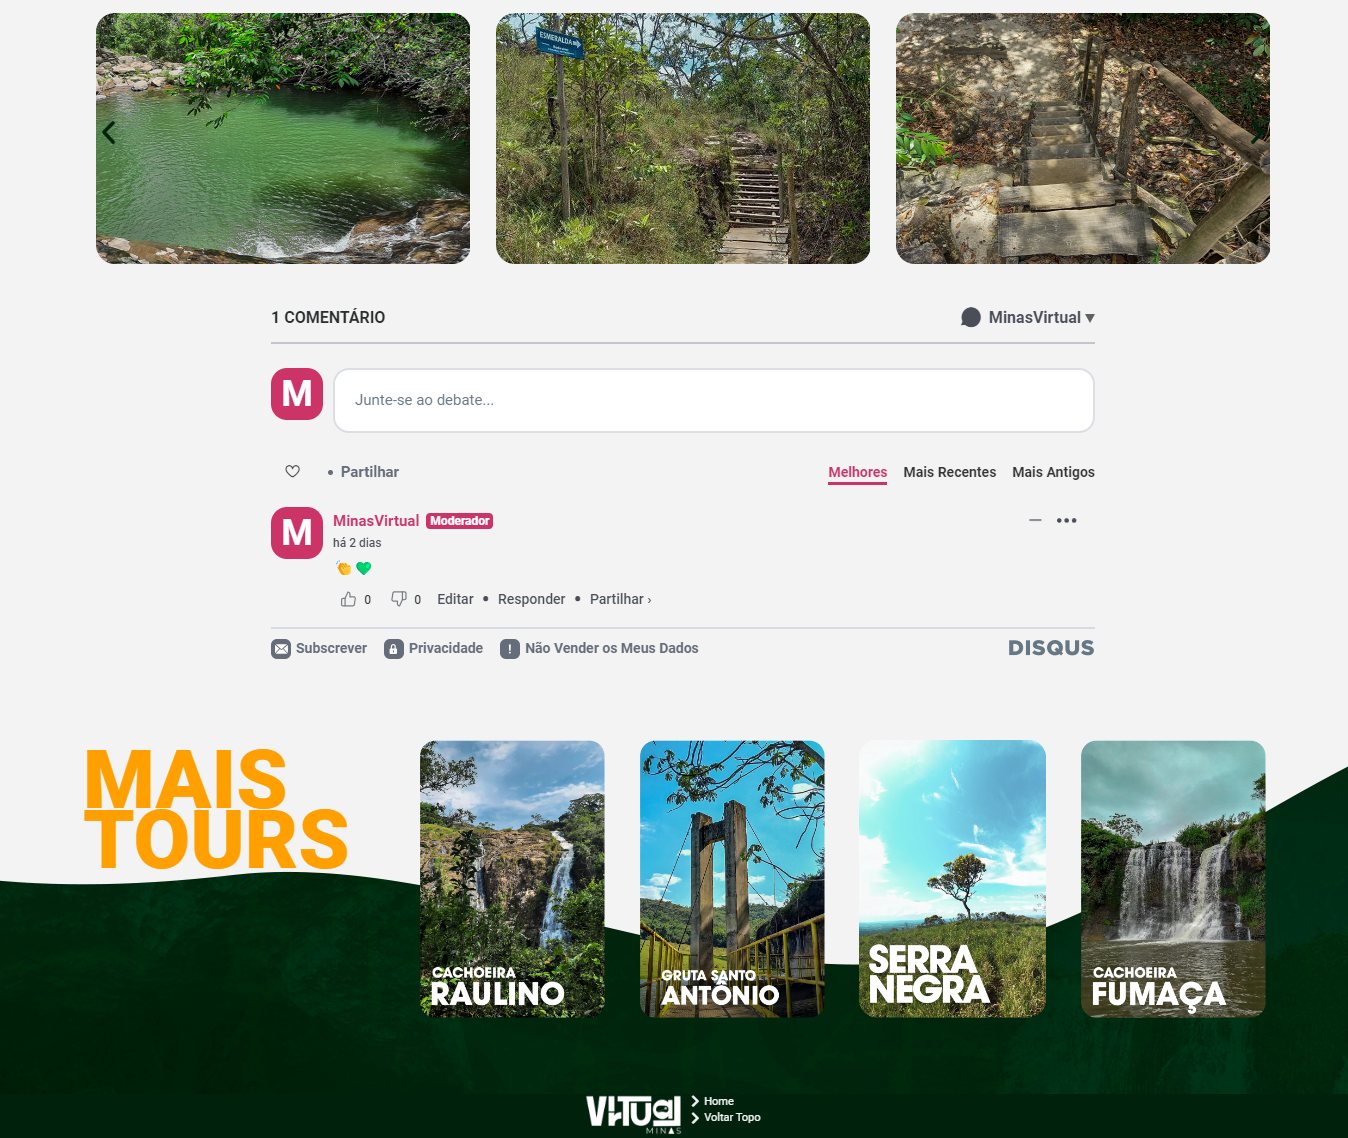 ESMERALDA
1 COMENTÁRIO
MinasVirtual
M
Junte-se ao debate...
• Partilhar
Melhores Mais Recentes Mais Antigos
M
MinasVirtual Moderador
há 2 dias
👏💚
0 0 Editar • Responder • Partilhar ›
Subscrever Privacidade ! Não Vender os Meus Dados
DISQUS
MAIS
TOURS
CACHOEIRA
RAULINO
GRUTA SANTO
ANTÔNIO
SERRA
NEGRA
CACHOEIRA
FUMAÇA
VIRTUal
MINAS
Home
Voltar Topo